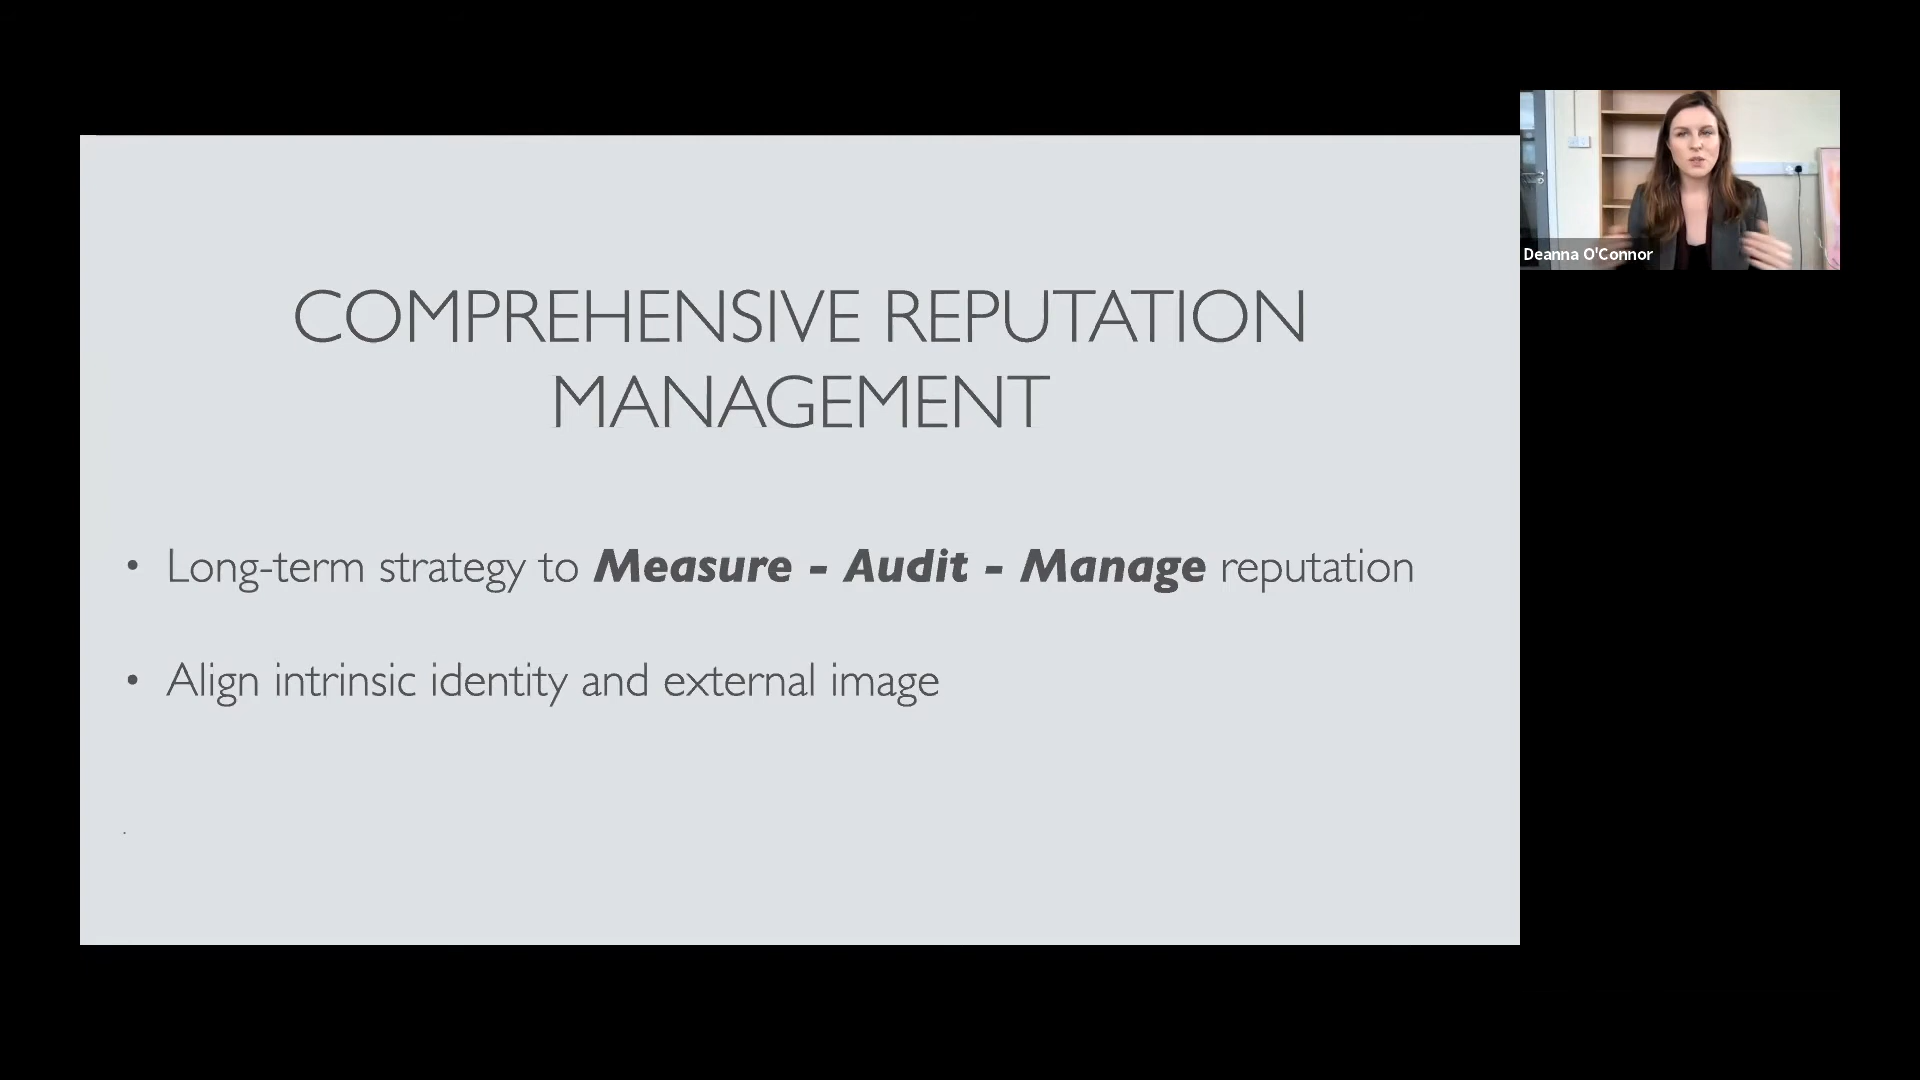 COMPREHENSIVE REPUTATION
MANAGEMENT
• Long-term strategy to Measure - Audit - Manage reputation
• Align intrinsic identity and external image
Deanna O'Connor